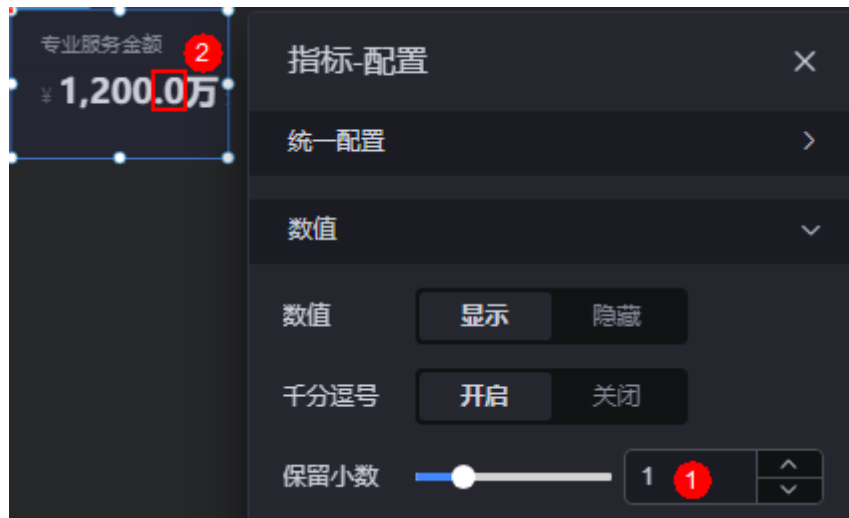 专业服务金额
2
¥ 1,200.0万
指标-配置
统一配置
数值
数值 显示 隐藏
千分逗号 开启 关闭
保留小数 1 1